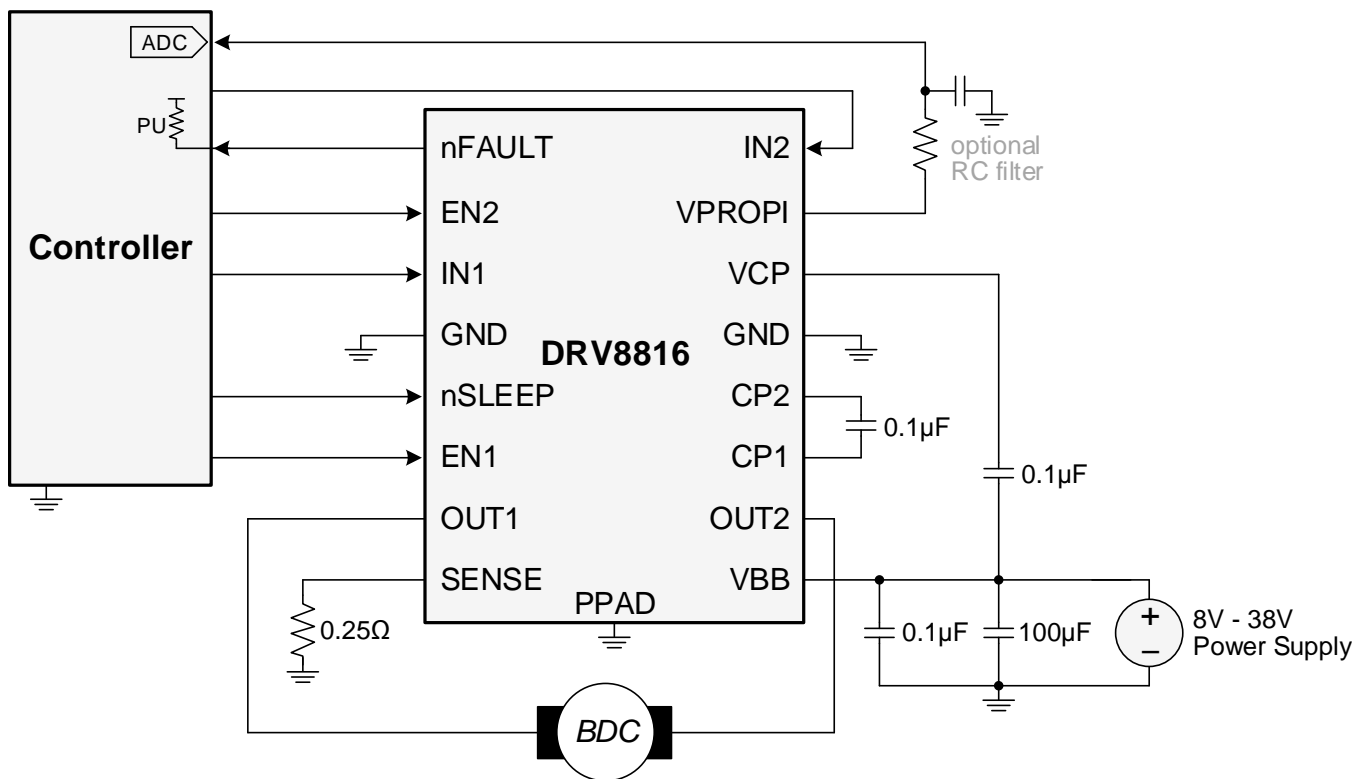 ADC
PU
Controller
nFAULT
IN2
optional
RC filter
EN2
VPROPI
IN1
VCP
GND
GND
DRV8816
nSLEEP
CP2
0.1µF
EN1
CP1
0.1µF
OUT1
OUT2
SENSE
VBB
PPAD
0.25Ω
0.1µF
100µF
+
−
8V - 38V
Power Supply
BDC